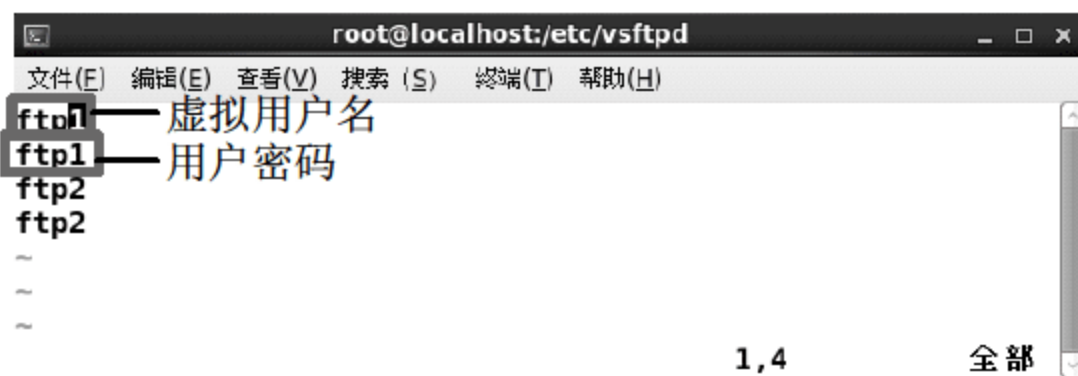 root@localhost:/etc/vsftpd
文件(F) 编辑(E) 查看(V) 搜索 (S) 终端(T) 帮助(H)
ftp1 虚拟用户名
ftp1 用户密码
ftp2
ftp2
~
~
~
1,4 全部